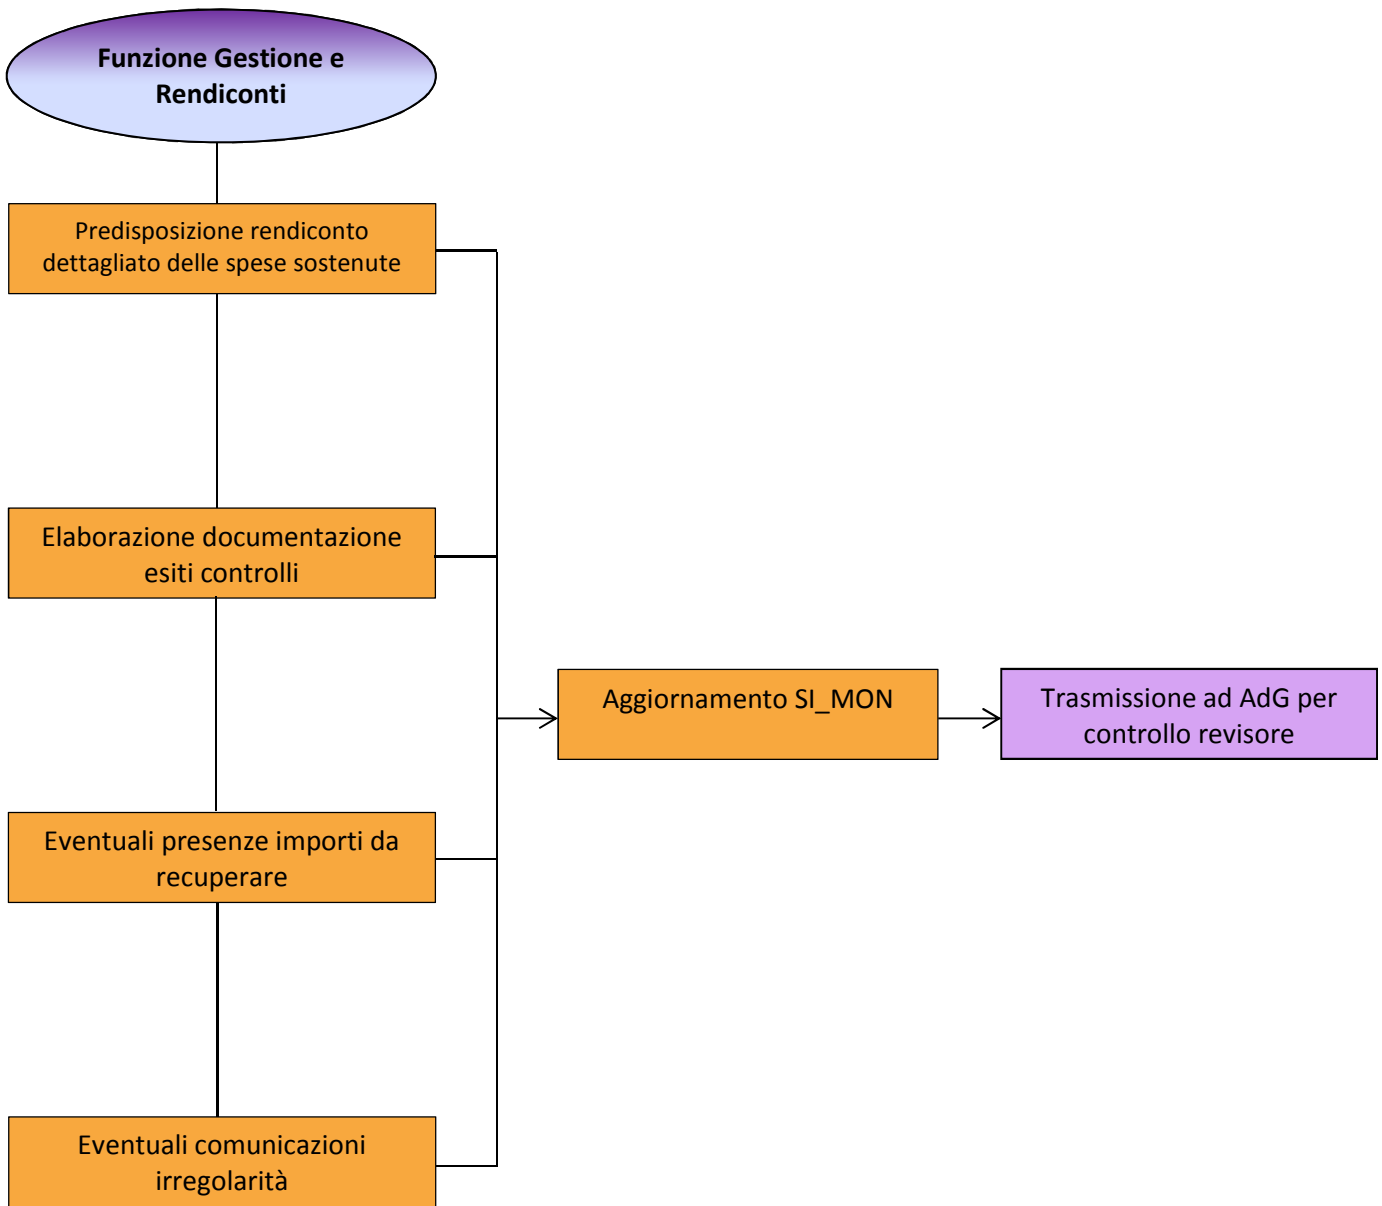 Funzione Gestione e
Rendiconti
Predisposizione rendiconto
dettagliato delle spese sostenute
Elaborazione documentazione
esiti controlli
Aggiornamento SI_MON
Trasmissione ad AdG per
controllo revisore
Eventuali presenze importi da
recuperare
Eventuali comunicazioni
irregolarità